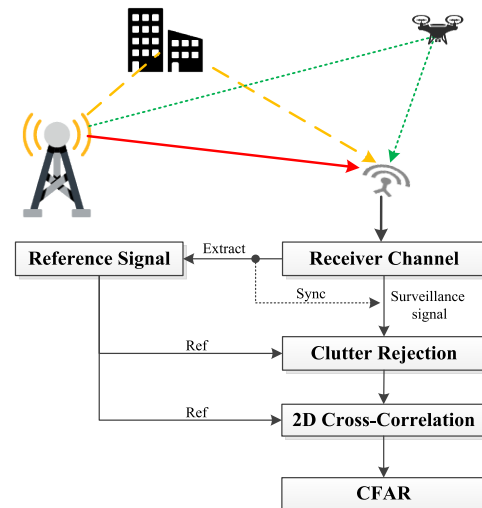 Reference Signal
Extract
Receiver Channel
Sync
Surveillance
signal
Ref
Clutter Rejection
Ref
2D Cross-Correlation
CFAR